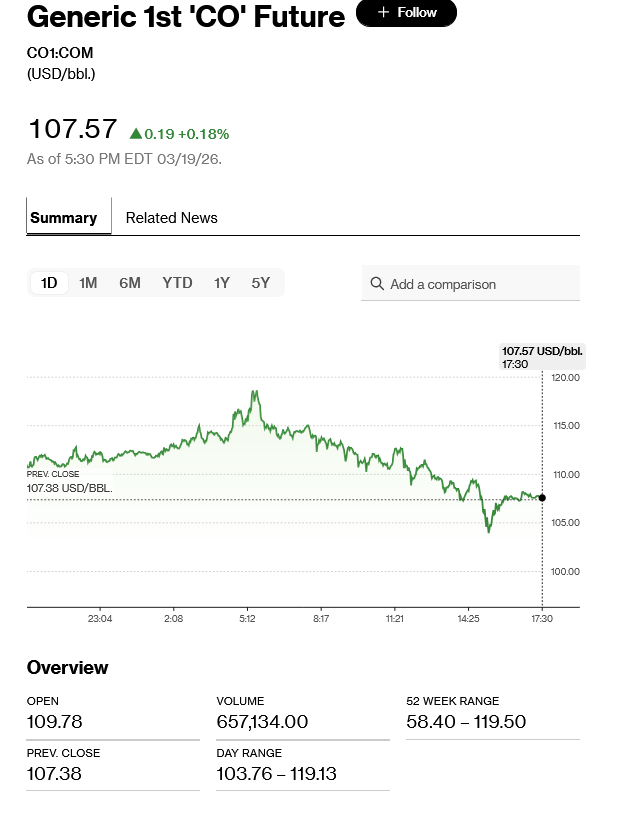 Generic 1st 'CO' Future
+ Follow
CO1:COM
(USD/bbl.)
107.57 ▲0.19 +0.18%
As of 5:30 PM EDT 03/19/26.
Summary
Related News
1D 1M 6M YTD 1Y 5Y
Add a comparison
107.57 USD/bbl.
17:30
120.00
115.00
110.00
105.00
100.00
PREV. CLOSE
107.38 USD/BBL.
23:04 2:08 5:12 8:17 11:21 14:25 17:30
Overview
OPEN
109.78
VOLUME
657,134.00
52 WEEK RANGE
58.40 – 119.50
PREV. CLOSE
107.38
DAY RANGE
103.76 – 119.13